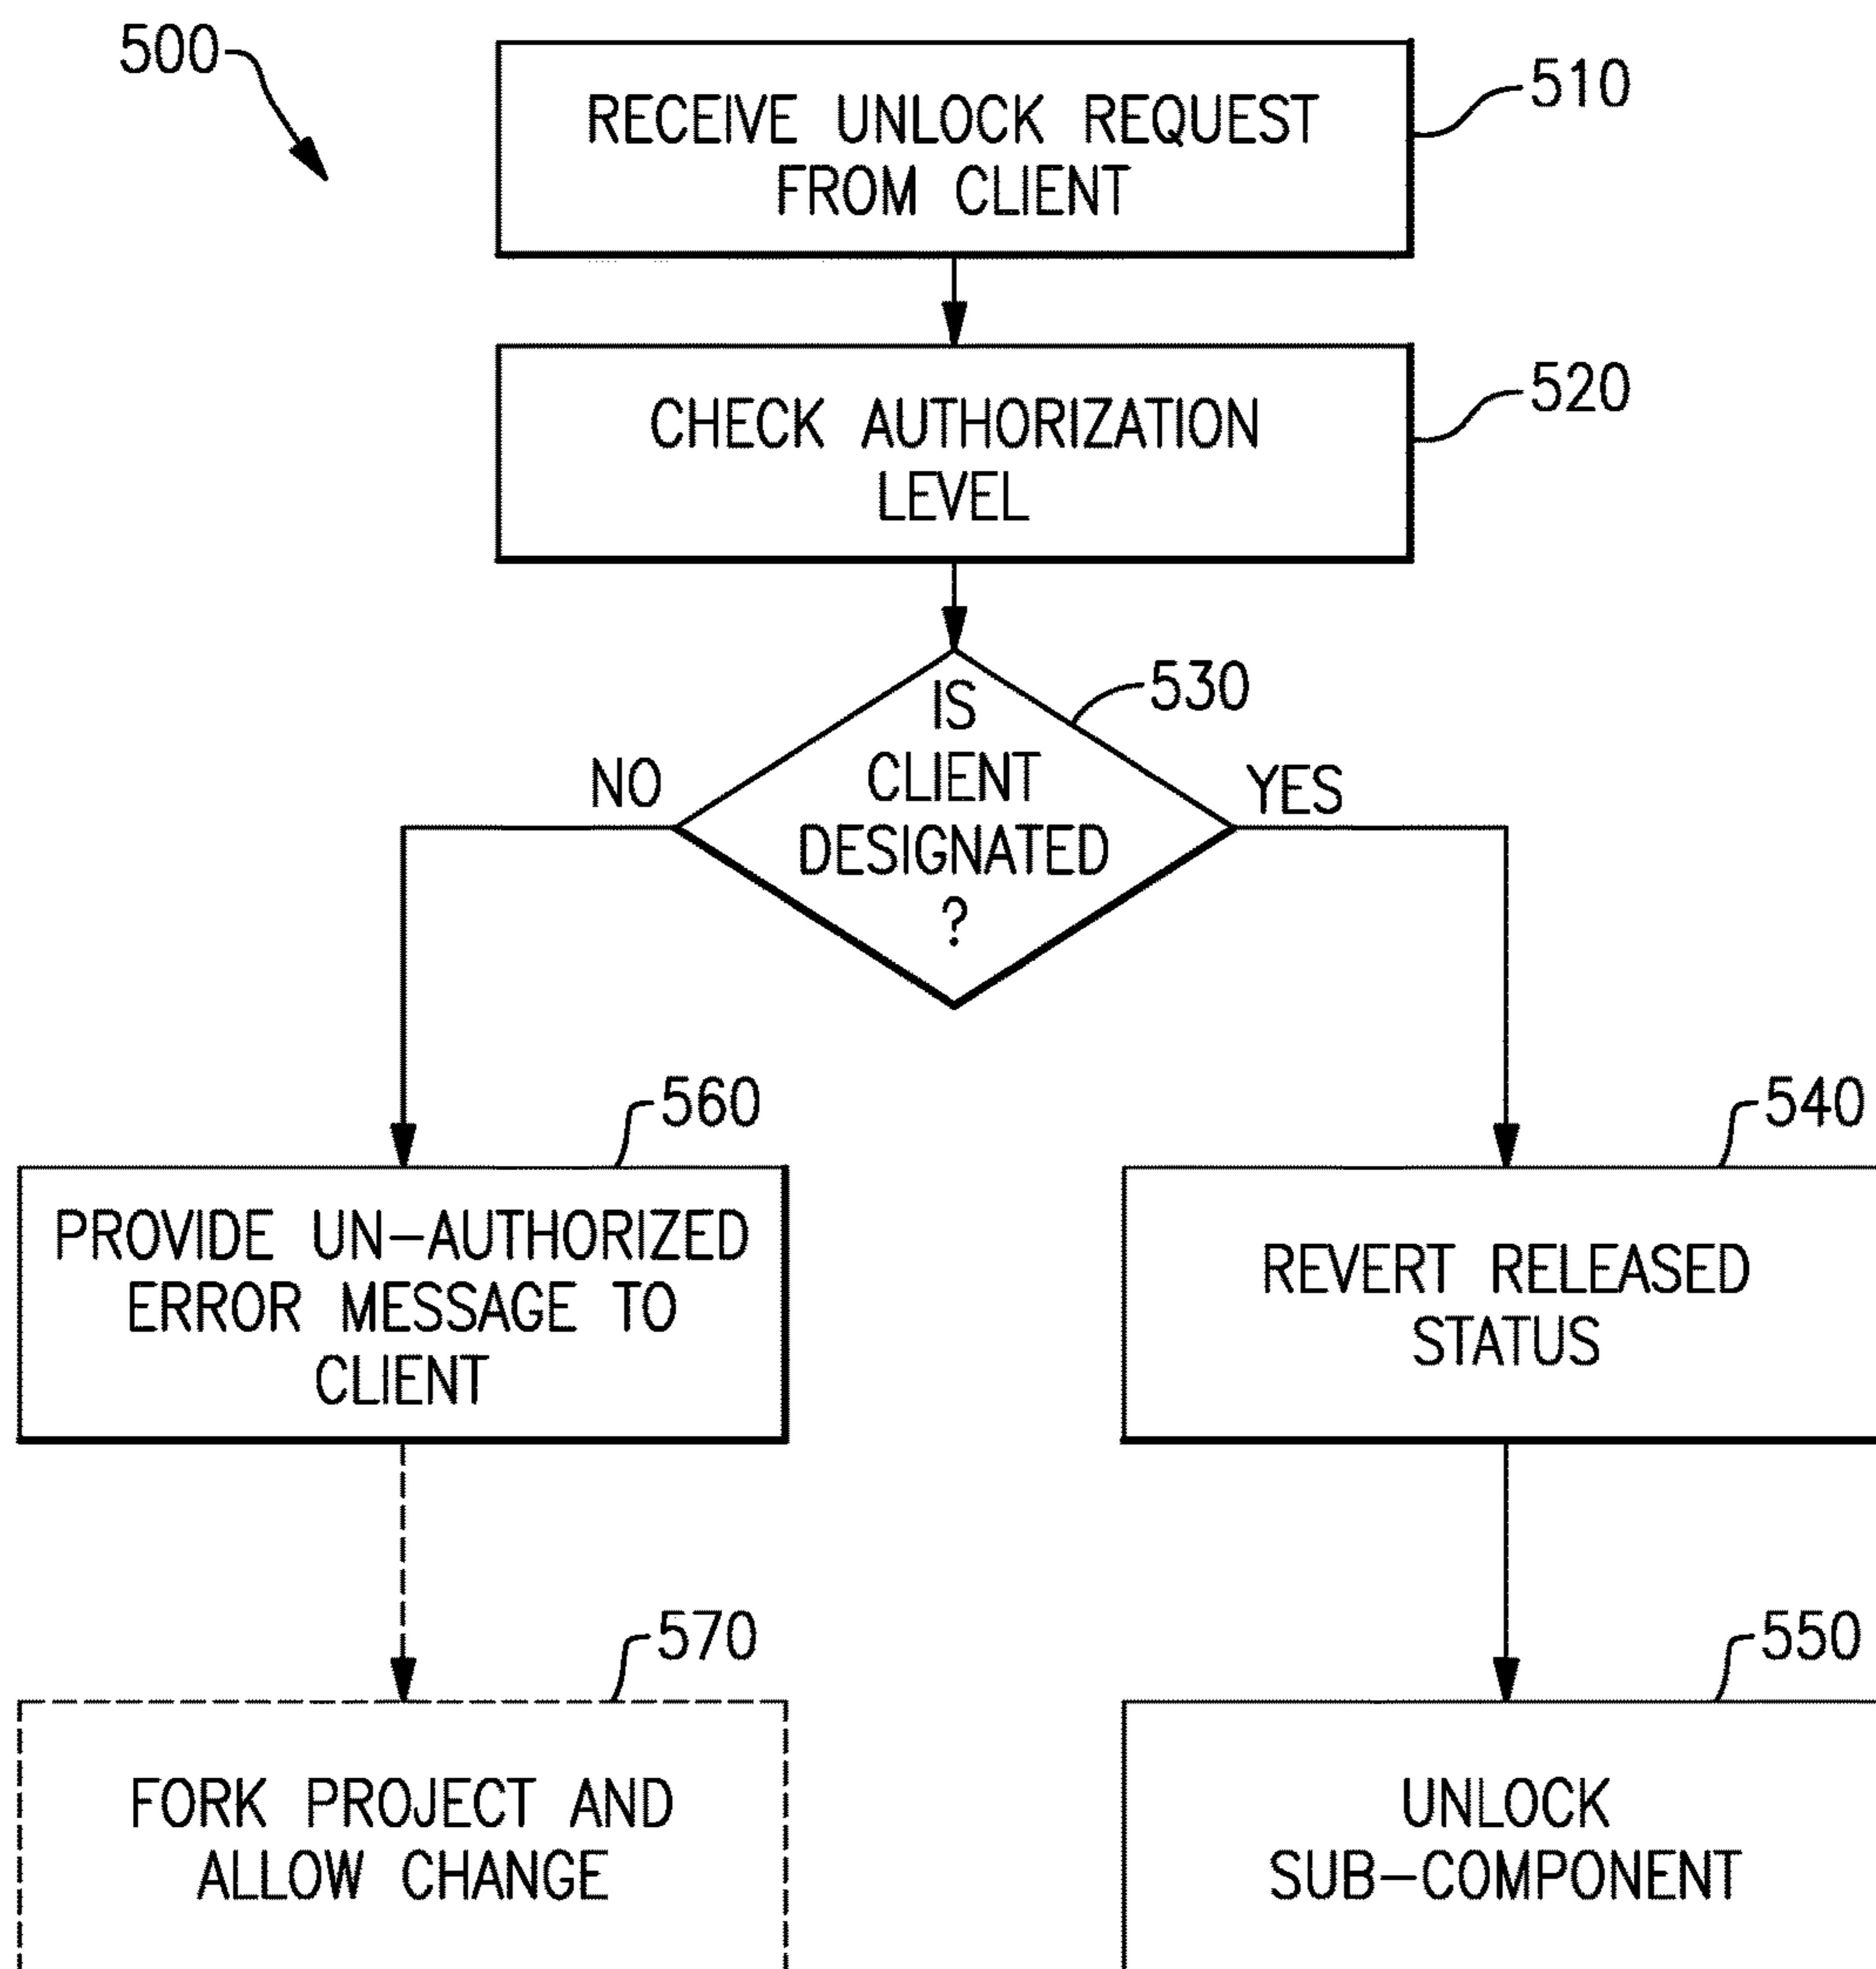 500
RECEIVE UNLOCK REQUEST
FROM CLIENT
510
CHECK AUTHORIZATION
LEVEL
520
IS
CLIENT
DESIGNATED
?
530
NO
YES
560
PROVIDE UN-AUTHORIZED
ERROR MESSAGE TO
CLIENT
540
REVERT RELEASED
STATUS
570
FORK PROJECT AND
ALLOW CHANGE
550
UNLOCK
SUB-COMPONENT